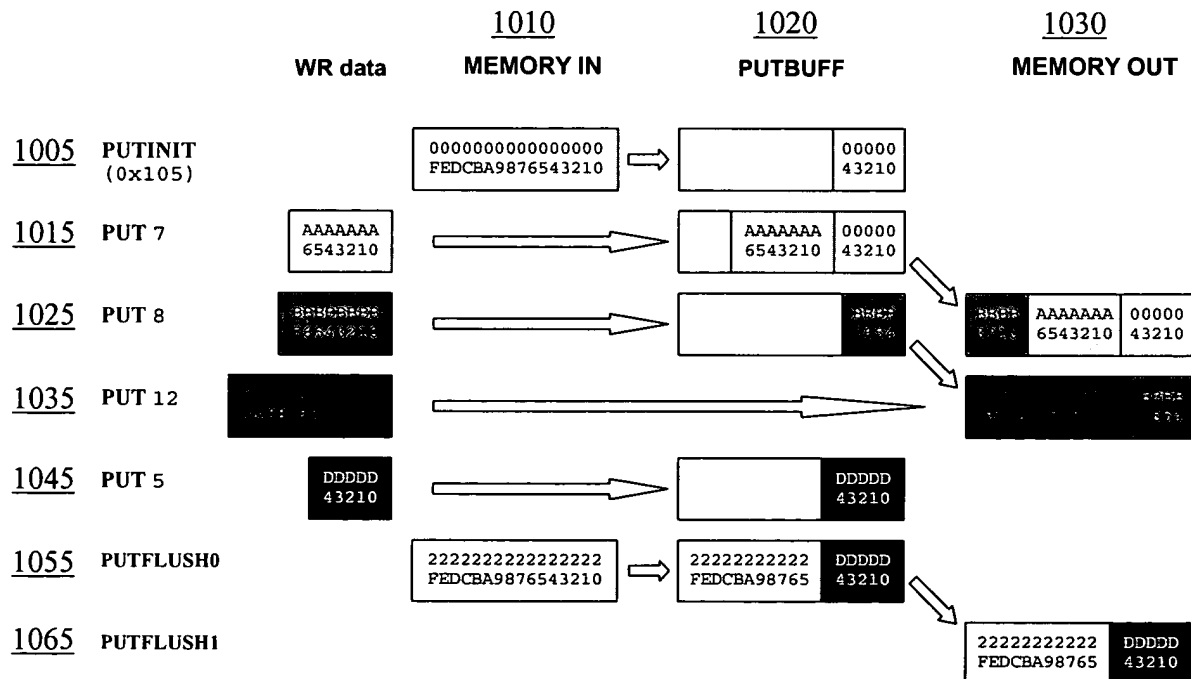 1010 1020 1030
WR data MEMORY IN PUTBUFF MEMORY OUT
1005 PUTINIT
(0x105)
0000000000000000 00000
FEDCBA9876543210 43210
1015 PUT 7
AAAAAAA AAAAAAA 00000
6543210 6543210 43210
1025 PUT 8
AAAAAAA 00000
6543210 43210
1035 PUT 12
1045 PUT 5
DDDDD DDDDD
43210 43210
1055 PUTFLUSH0
2222222222222222 22222222222 DDDDD
FEDCBA9876543210 FEDCBA98765 43210
1065 PUTFLUSH1
22222222222 DDDDD
FEDCBA98765 43210